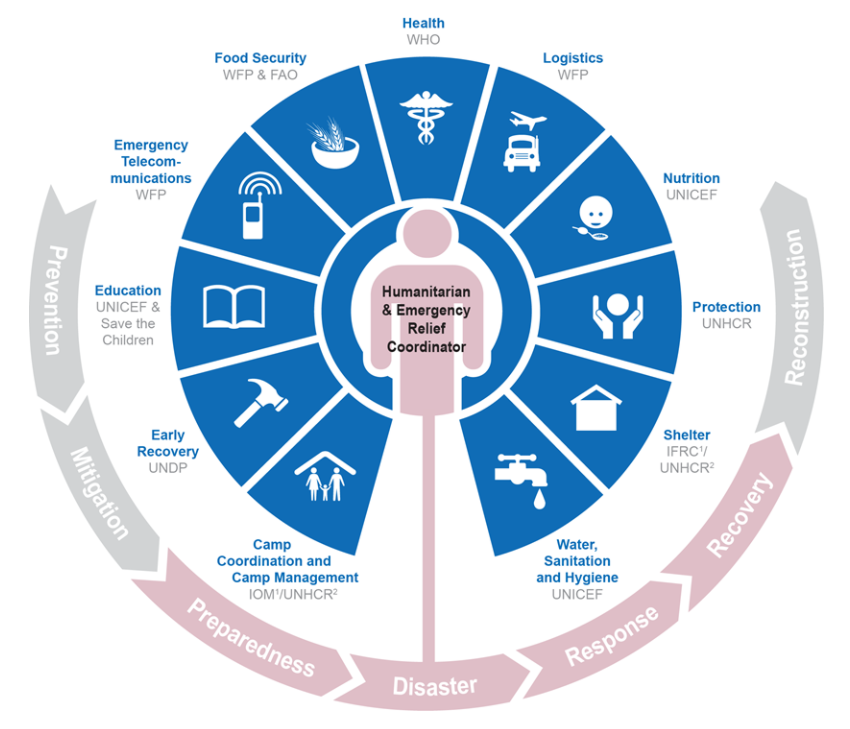 Health
WHO
Food Security
WFP & FAO
Logistics
WFP
Emergency
Telecom-
munications
WFP
Nutrition
UNICEF
Education
UNICEF &
Save the
Children
Humanitarian
& Emergency
Relief
Coordinator
Protection
UNHCR
Early
Recovery
UNDP
Shelter
IFRC¹/
UNHCR²
Camp
Coordination and
Camp Management
IOM¹/UNHCR²
Water,
Sanitation
and Hygiene
UNICEF
Prevention
Mitigation
Preparedness
Disaster
Response
Recovery
Reconstruction